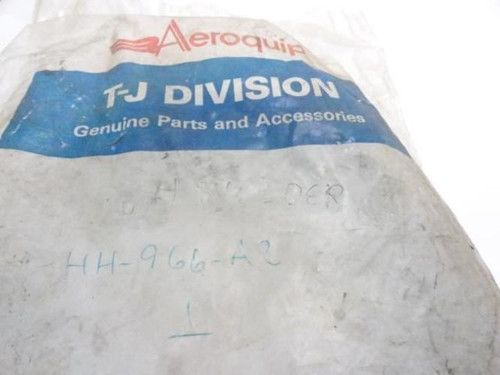 Aeroquip
T-J DIVISION
Genuine Parts and Accessories
HH-966-A2
1